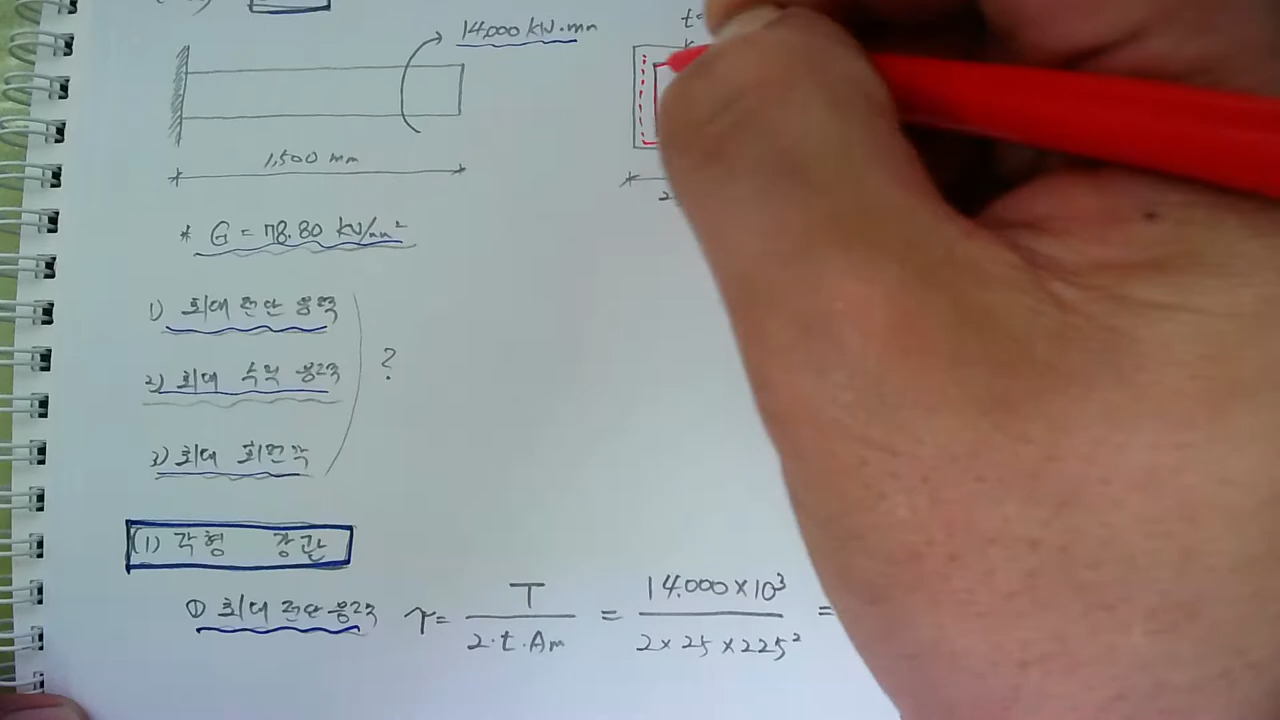 14,000 kN·mm
t=
1,500 mm
2
* G = 78.80 kN/mm²
1) 최대 전단 응력
2) 최대 수직 응력
?
3) 최대 회전각
(1) 각형 강관
① 최대 전단응력 τ = T / 2·t·Am = 14.000×10³ / 2×25×225² =